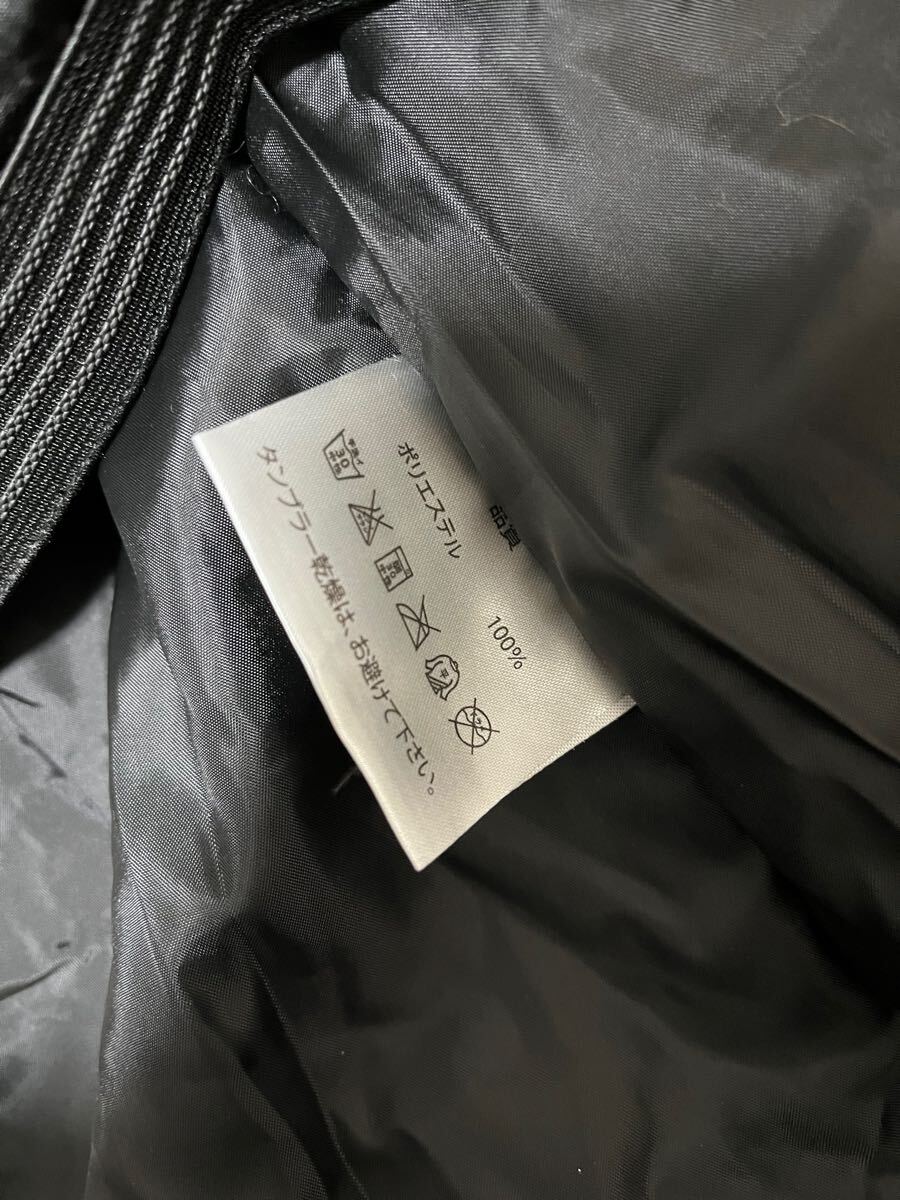 品質
ポリエステル 100%
30
タンブラー乾燥は、お避けて下さい。